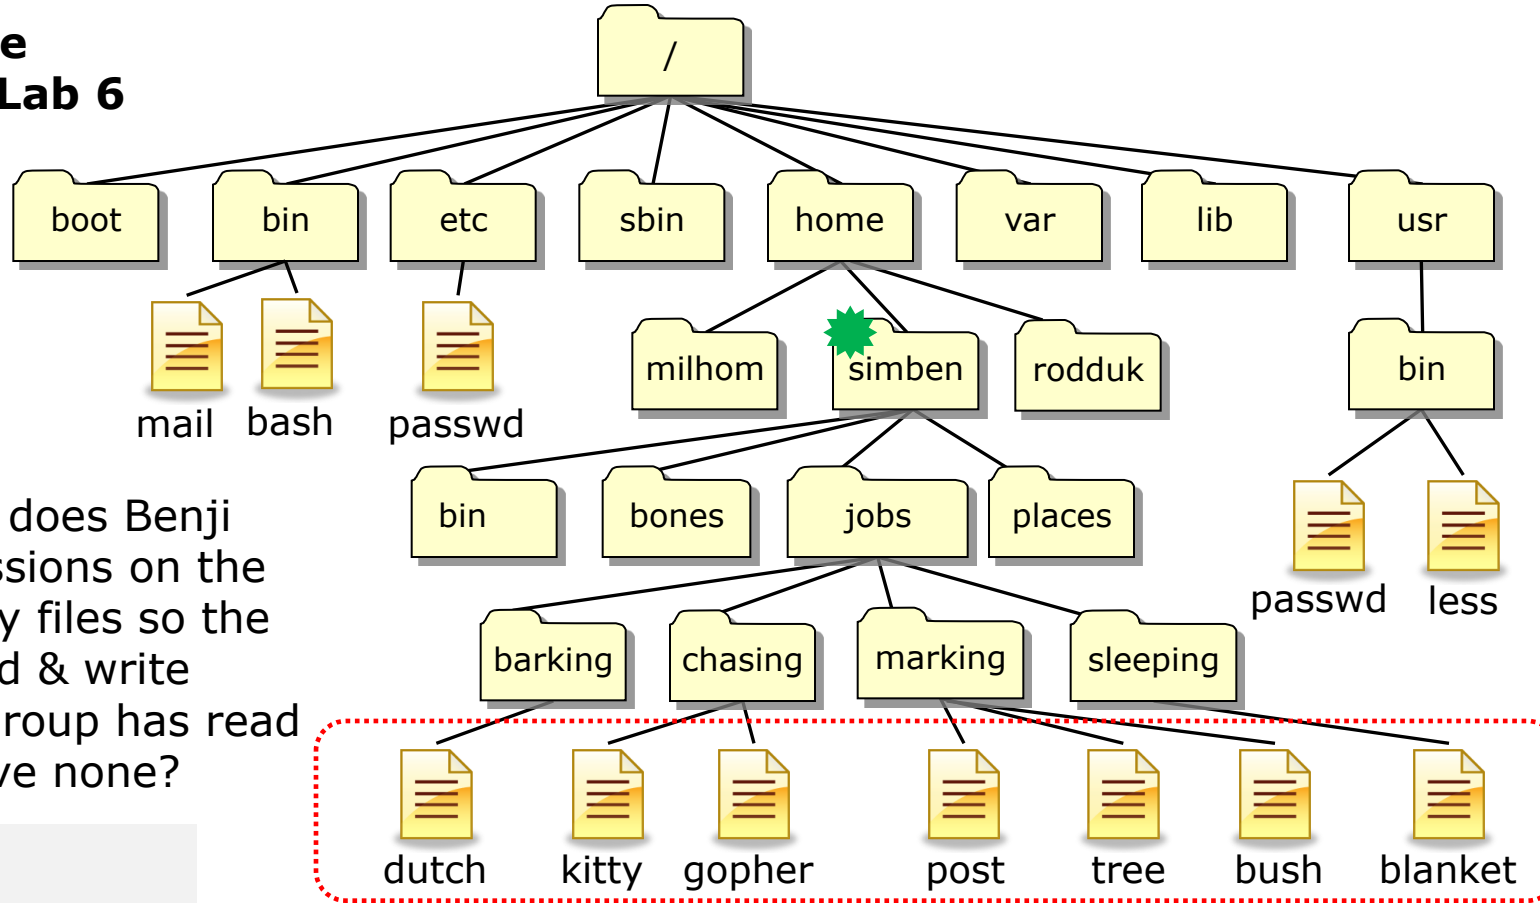 e
Lab 6
/
boot bin etc sbin home var lib usr
mail bash passwd milhom simben rodduk bin
bin bones jobs places
passwd less
does Benji
ssions on the
y files so the
d & write
roup has read
ve none?
barking chasing marking sleeping
dutch kitty gopher post tree bush blanket